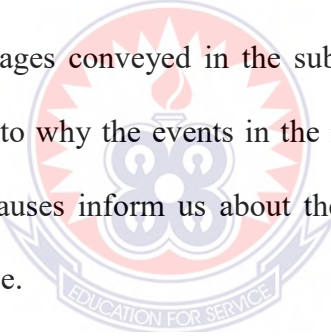 ages conveyed in the sub
to why the events in the
auses inform us about the
e.
EDUCATION FOR SERVICE